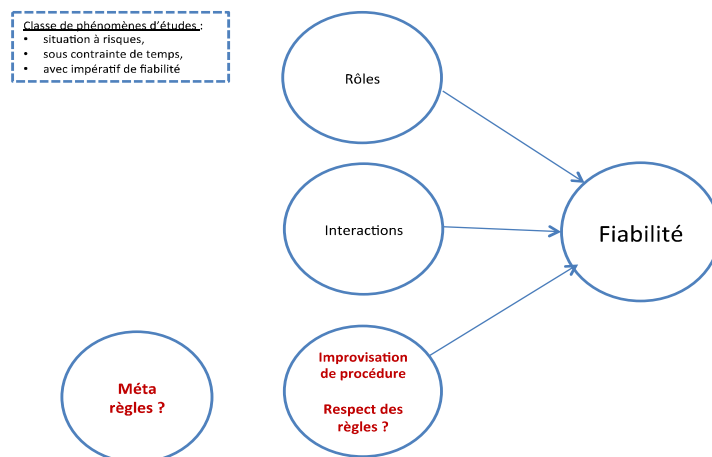 Classe de phénomènes d'études :
• situation à risques,
• sous contrainte de temps,
• avec impératif de fiabilité
Rôles
Interactions
Fiabilité
Improvisation
de procédure
Respect des
règles ?
Méta
règles ?